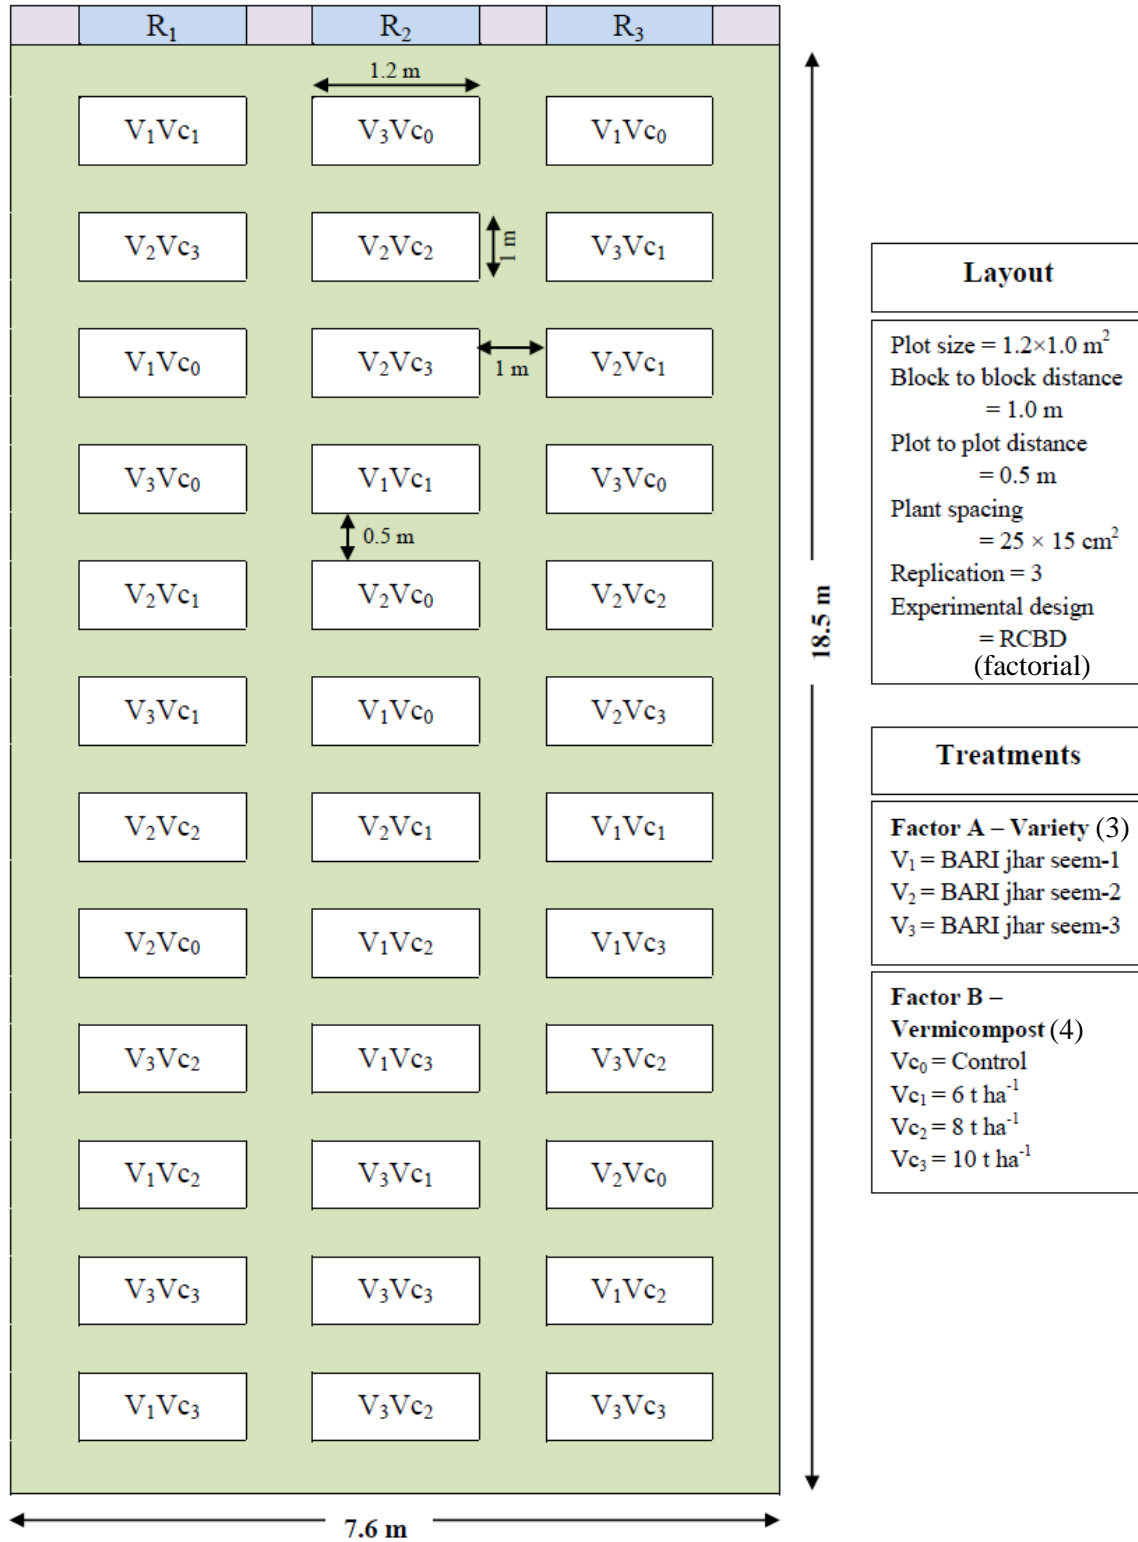 R₁ R₂ R₃
1.2 m
V₁Vc₁ V₃Vc₀ V₁Vc₀
V₂Vc₃ V₂Vc₂ 1 m V₃Vc₁
V₁Vc₀ V₂Vc₃ 1 m V₂Vc₁
V₃Vc₀ V₁Vc₁ V₃Vc₀
0.5 m
V₂Vc₁ V₂Vc₀ V₂Vc₂
V₃Vc₁ V₁Vc₀ V₂Vc₃
V₂Vc₂ V₂Vc₁ V₁Vc₁
V₂Vc₀ V₁Vc₂ V₁Vc₃
V₃Vc₂ V₁Vc₃ V₃Vc₂
V₁Vc₂ V₃Vc₁ V₂Vc₀
V₃Vc₃ V₃Vc₃ V₁Vc₂
V₁Vc₃ V₃Vc₂ V₃Vc₃
18.5 m
7.6 m
Layout
Plot size = 1.2×1.0 m²
Block to block distance
= 1.0 m
Plot to plot distance
= 0.5 m
Plant spacing
= 25 × 15 cm²
Replication = 3
Experimental design
= RCBD
(factorial)
Treatments
Factor A – Variety (3)
V₁ = BARI jhar seem-1
V₂ = BARI jhar seem-2
V₃ = BARI jhar seem-3
Factor B –
Vermicompost (4)
Vc₀ = Control
Vc₁ = 6 t ha⁻¹
Vc₂ = 8 t ha⁻¹
Vc₃ = 10 t ha⁻¹